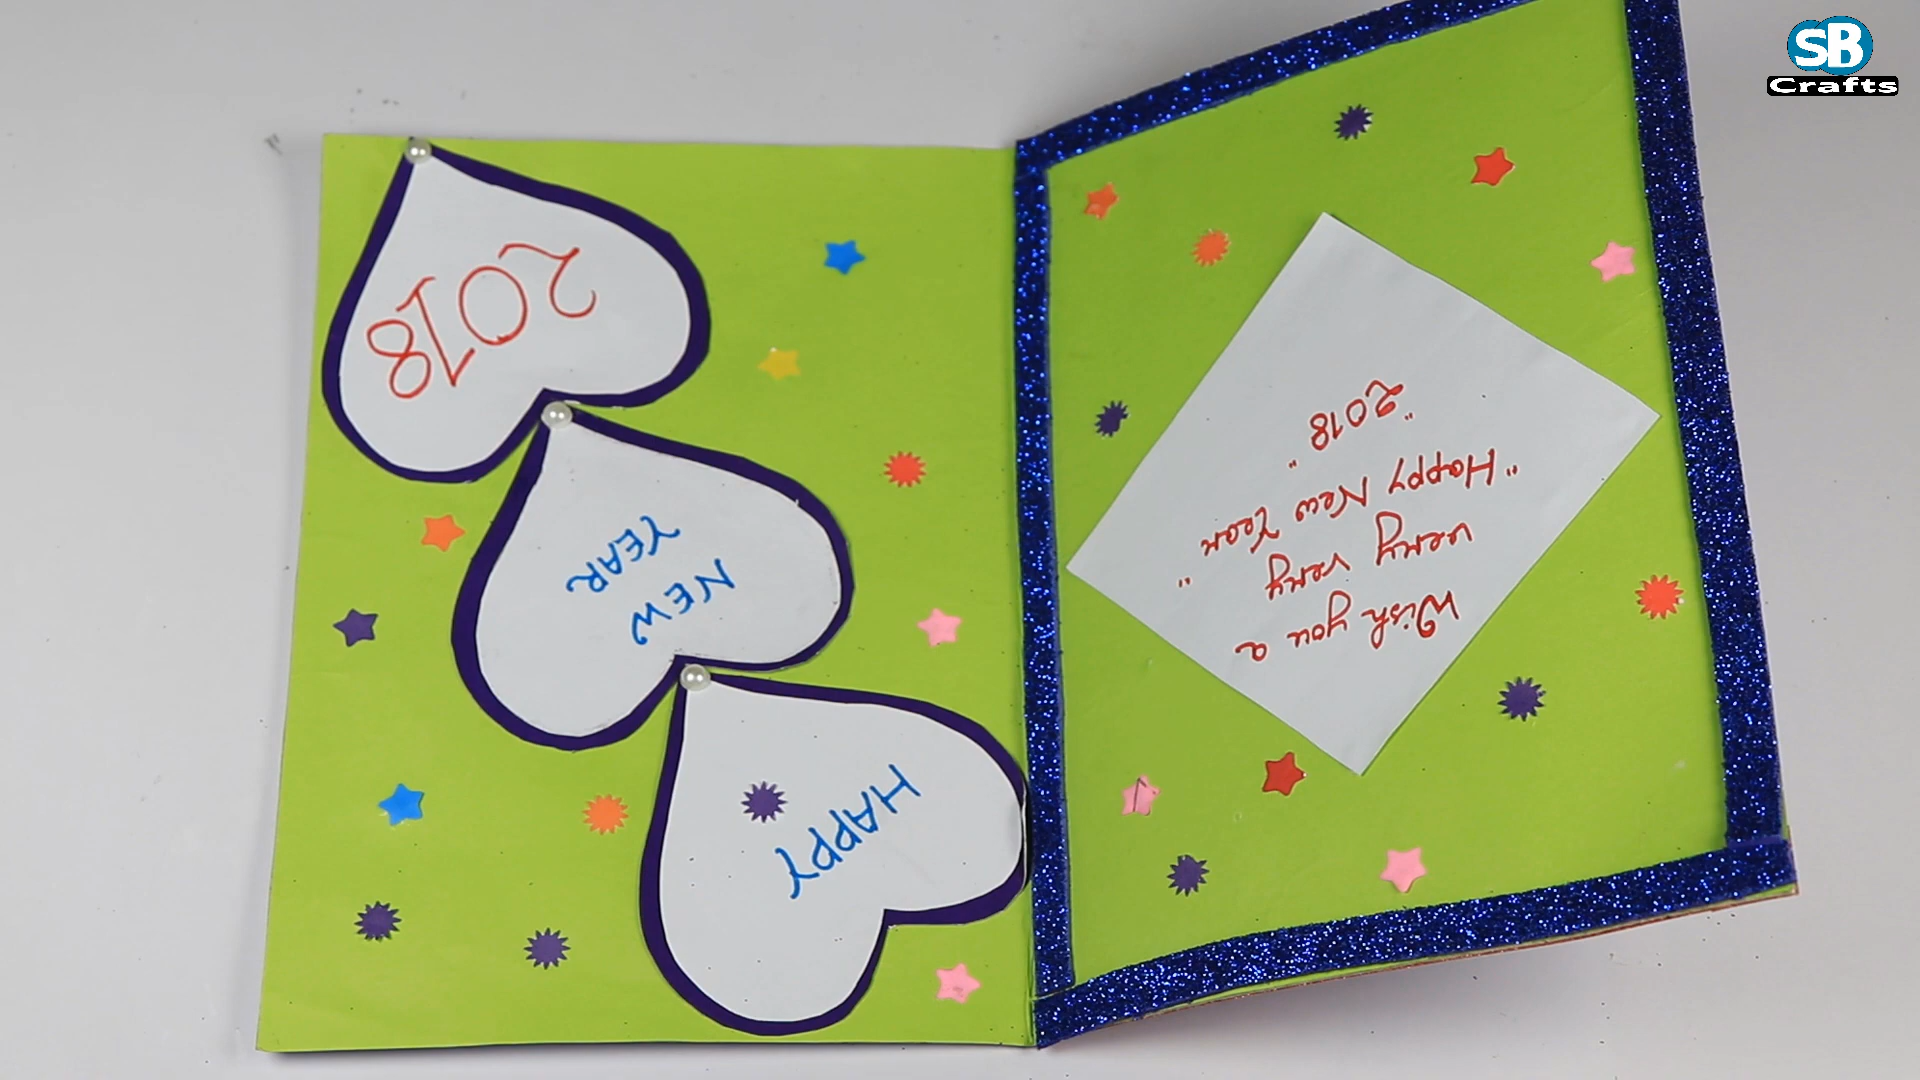 SB
Crafts
HAPPY
NEW
YEAR
2018
Wish you a
very very
"Happy New Year"
"2018"